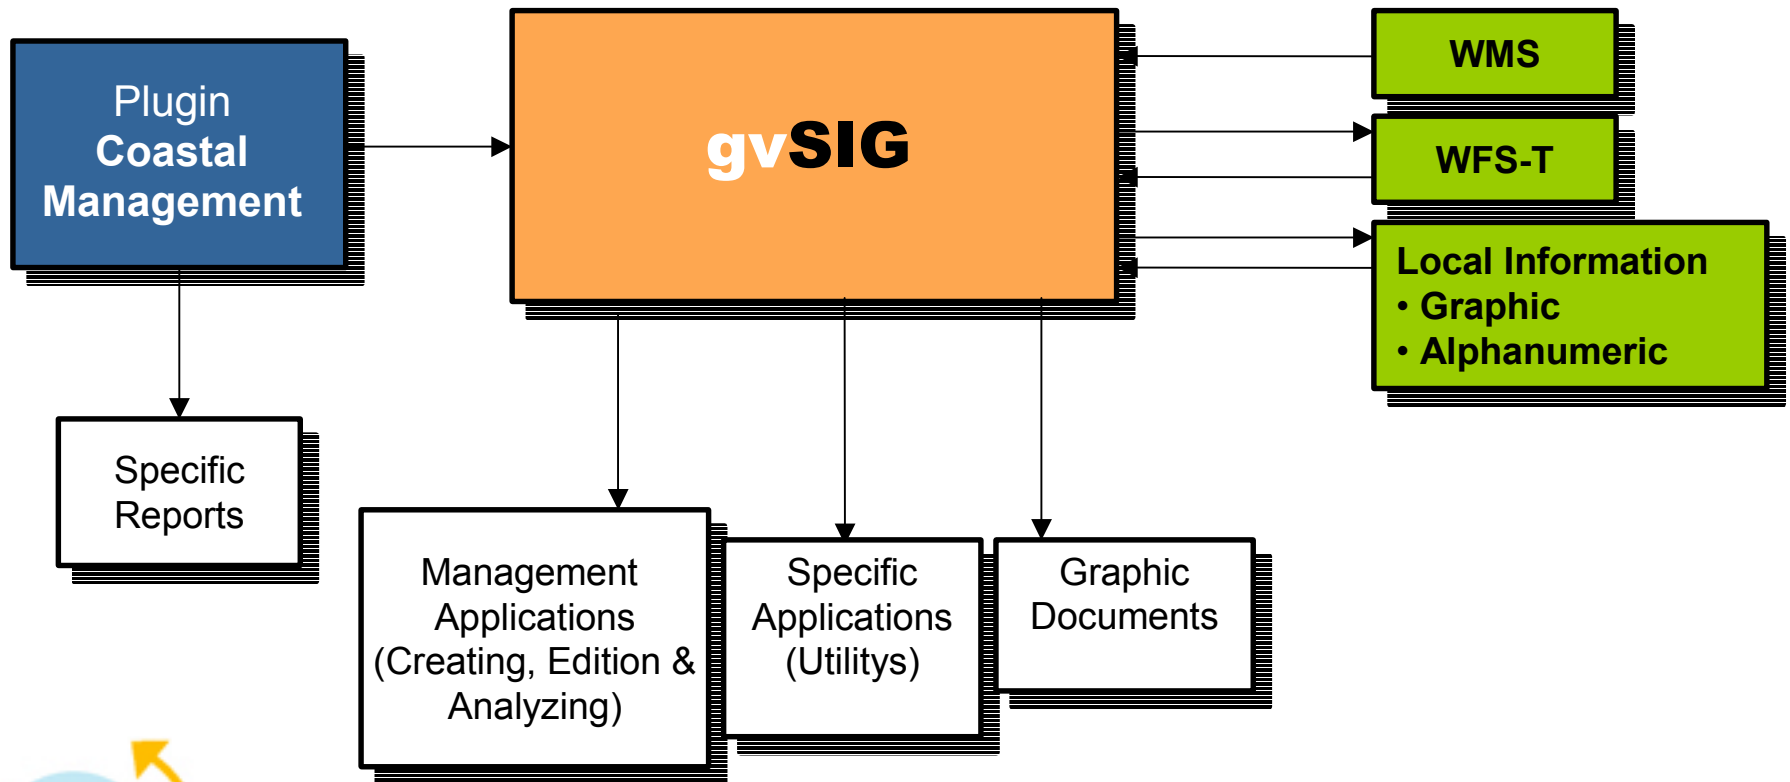 Plugin
Coastal
Management
gvSIG
WMS
WFS-T
Local Information
• Graphic
• Alphanumeric
Specific
Reports
Management
Applications
(Creating, Edition &
Analyzing)
Specific
Applications
(Utilitys)
Graphic
Documents